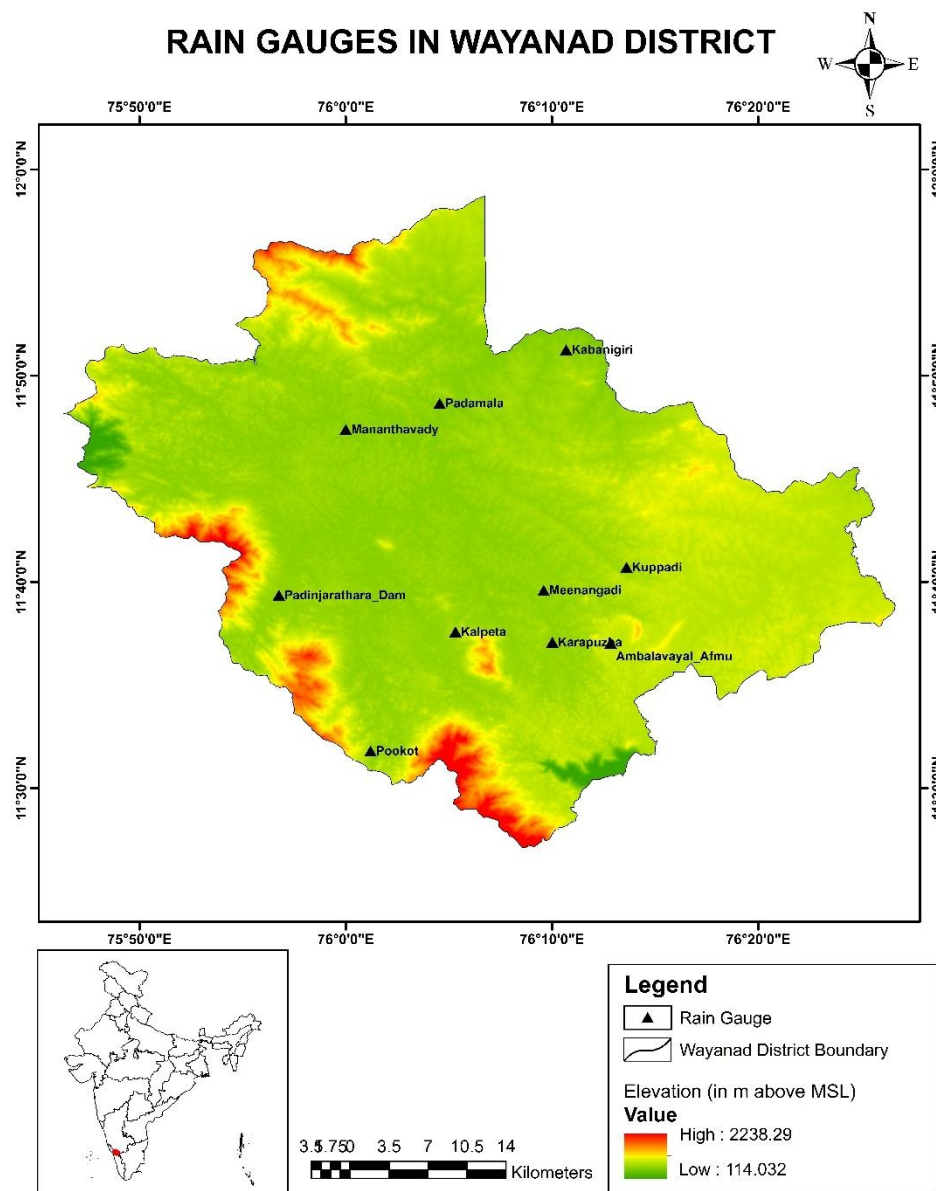 RAIN GAUGES IN WAYANAD DISTRICT
N
W E
S
75°50'0"E 76°0'0"E 76°10'0"E 76°20'0"E
12°0'0"N
Kabanigiri
11°50'0"N
Padamala
Mananthavady
Kuppadi
11°40'0"N
Meenangadi
Padinjarathara_Dam
Kalpeta
Karapuzha
Ambalavayal_Afmu
Pookot
11°30'0"N
75°50'0"E 76°0'0"E 76°10'0"E 76°20'0"E
Legend
Rain Gauge
Wayanad District Boundary
Elevation (in m above MSL)
Value
High : 2238.29
Low : 114.032
0 3.5 7 10.5 14
Kilometers